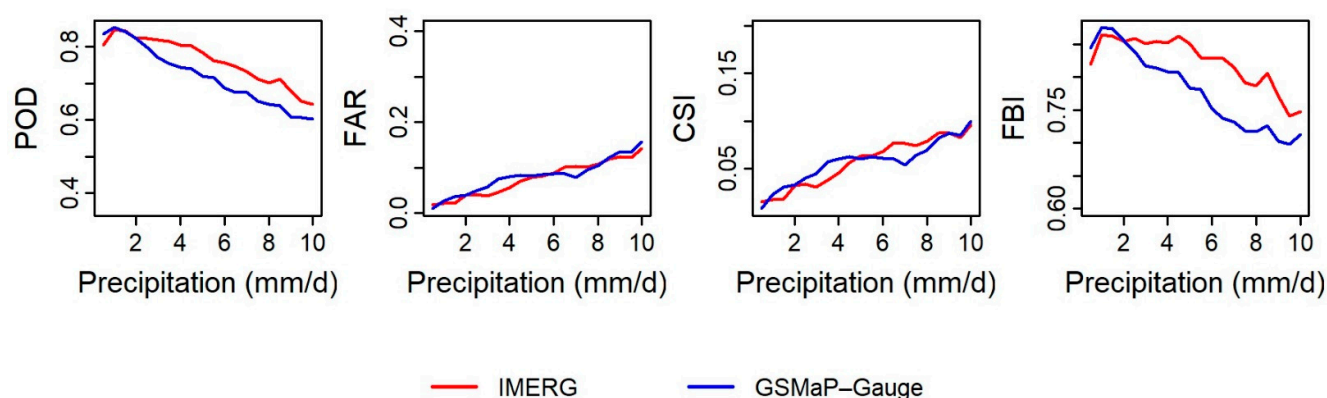 POD
0.4 0.6 0.8
2 4 6 8 10
Precipitation (mm/d)
FAR
0.0 0.2 0.4
2 4 6 8 10
Precipitation (mm/d)
CSI
0.05 0.15
2 4 6 8 10
Precipitation (mm/d)
FBI
0.60 0.75
2 4 6 8 10
Precipitation (mm/d)
IMERG
GSMaP–Gauge